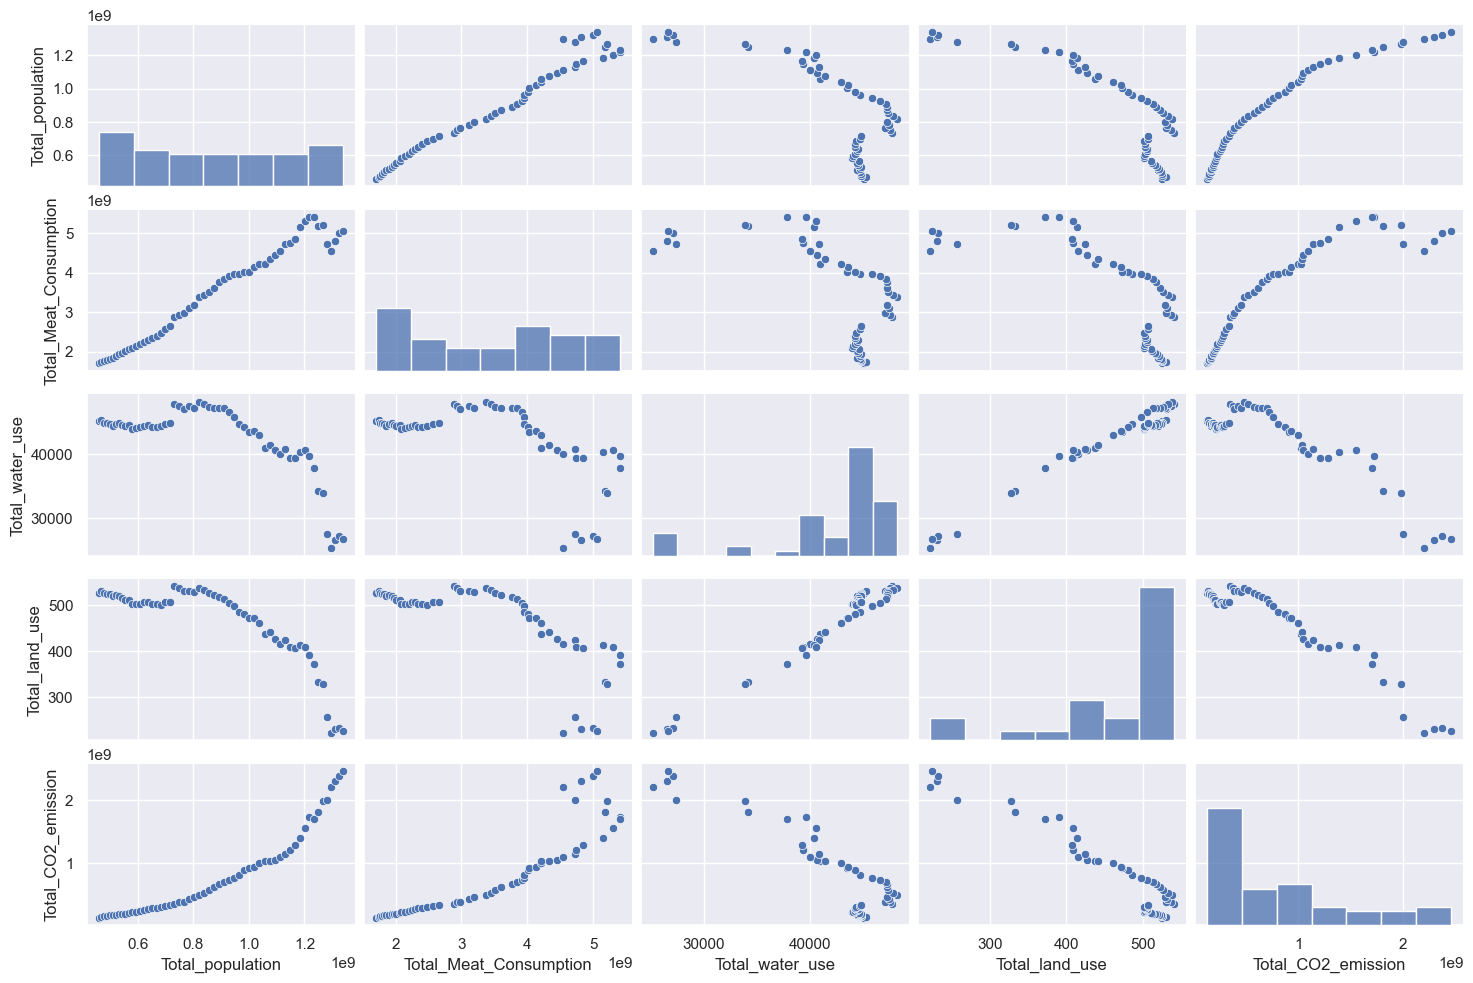 1e9
Total_population
1.2
1.0
0.8
0.6
1e9
Total_Meat_Consumption
5
4
3
2
Total_water_use
40000
30000
Total_land_use
500
400
300
1e9
Total_CO2_emission
2
1
0.6 0.8 1.0 1.2 2 3 4 5 30000 40000 300 400 500 1 2
Total_population 1e9 Total_Meat_Consumption 1e9 Total_water_use Total_land_use Total_CO2_emission 1e9